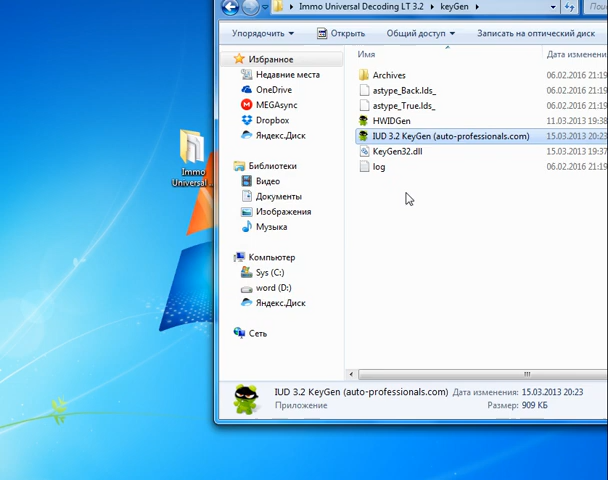 Immo Universal Decoding LT 3.2 keyGen
Упорядочить Открыть Общий доступ Записать на оптический диск
Имя Дата изменени
Избранное
Недавние места
OneDrive
MEGAsync
Dropbox
Яндекс.Диск
Библиотеки
Видео
Документы
Изображения
Музыка
Компьютер
Sys (C:)
word (D:)
Яндекс.Диск
Сеть
Archives 06.02.2016 21:19
astype_Back.lds_ 06.02.2016 21:19
astype_True.lds_ 06.02.2016 21:19
HWIDGen 11.03.2013 19:38
IUD 3.2 KeyGen (auto-professionals.com) 15.03.2013 20:23
KeyGen32.dll 15.03.2013 19:37
log 06.02.2016 21:19
Immo
Universal ...
IUD 3.2 KeyGen (auto-professionals.com) Дата изменения: 15.03.2013 20:23
Приложение Размер: 909 КБ